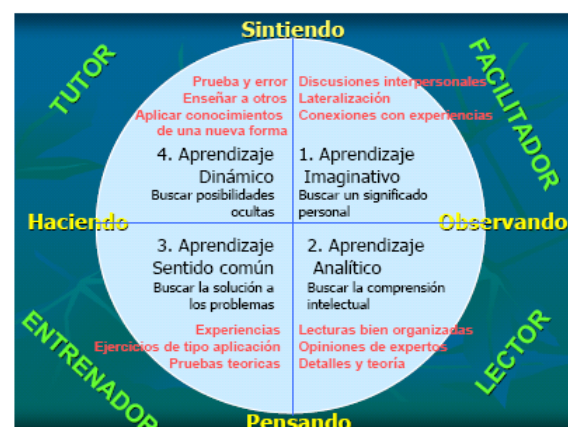 Sintiendo
TUTOR
FACILITADOR
Prueba y error
Enseñar a otros
Aplicar conocimientos
de una nueva forma
Discusiones interpersonales
Lateralización
Conexiones con experiencias
4. Aprendizaje
Dinámico
Buscar posibilidades
ocultas
1. Aprendizaje
Imaginativo
Buscar un significado
personal
Haciendo
Observando
3. Aprendizaje
Sentido común
Buscar la solución a
los problemas
2. Aprendizaje
Analítico
Buscar la comprensión
intelectual
Experiencias
Ejercicios de tipo aplicación
Pruebas teoricas
Lecturas bien organizadas
Opiniones de expertos
Detalles y teoría
ENTRENADOR
LECTOR
Pensando